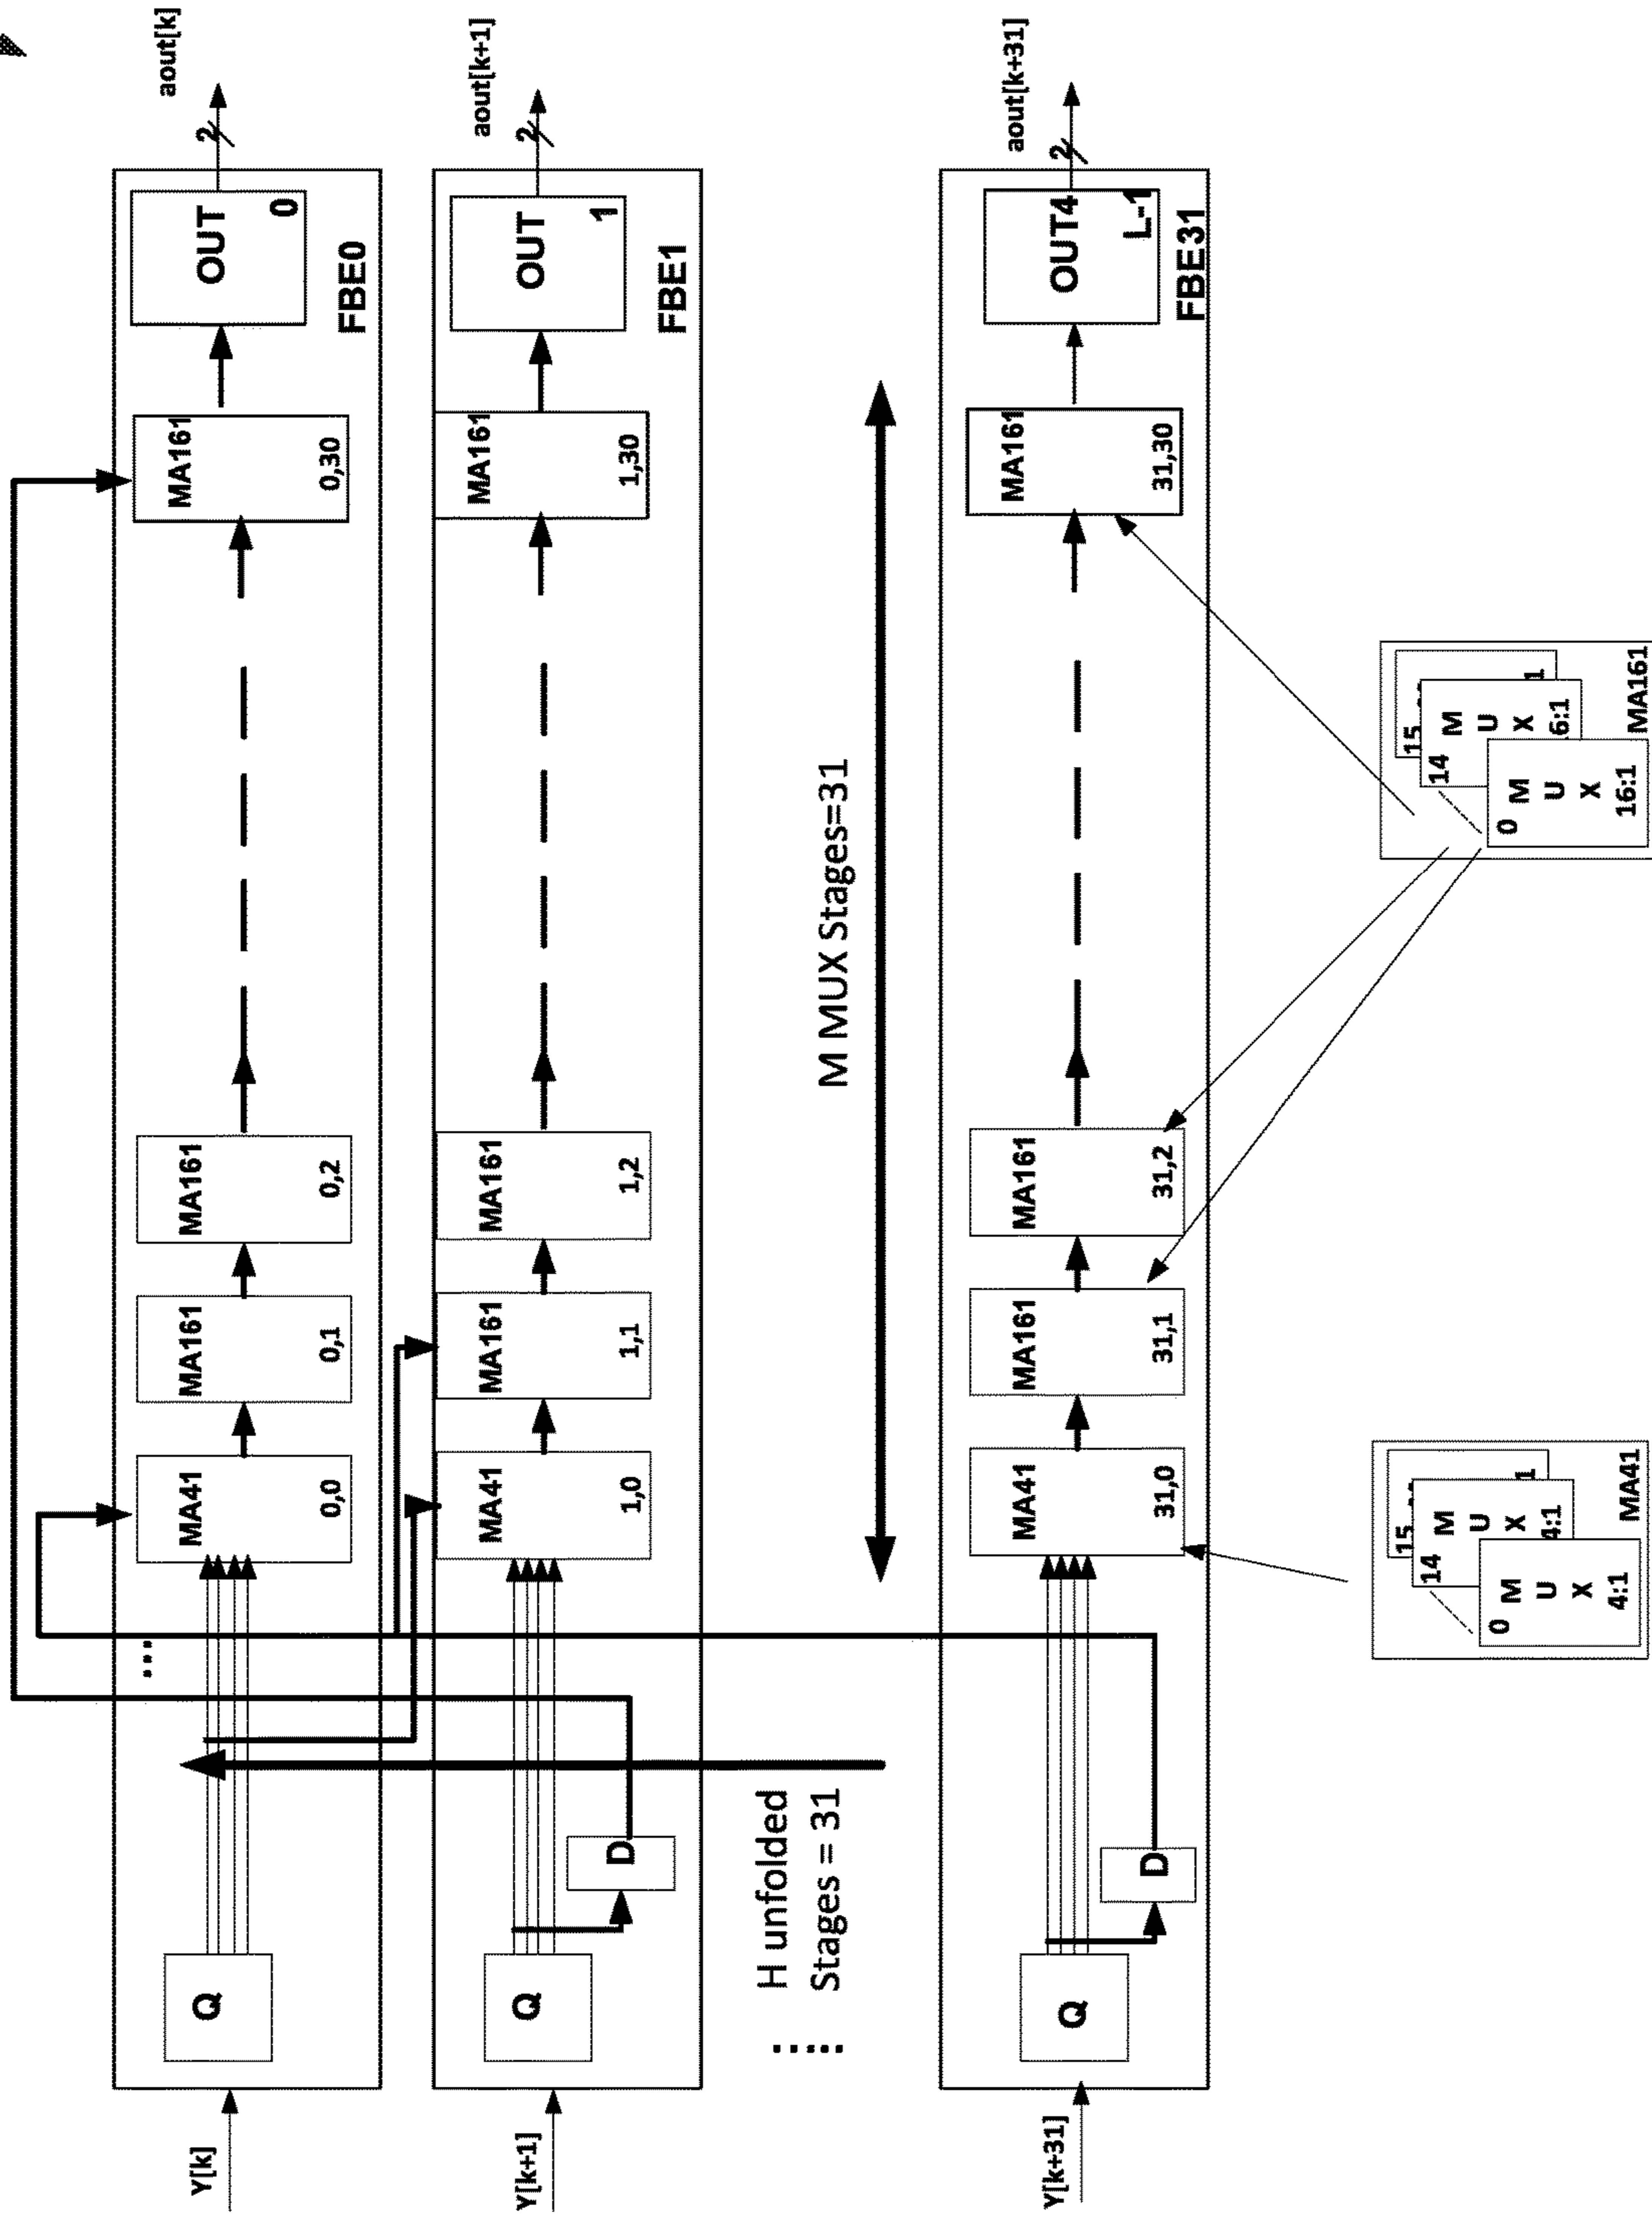 Y[k]
Q
...
MA41
0,0
MA161
0,1
MA161
0,2
MA161
0,30
OUT
0
FBE0
2
aout[k]
Y[k+1]
Q
D
MA41
1,0
MA161
1,1
MA161
1,2
MA161
1,30
OUT
1
FBE1
2
aout[k+1]
H unfolded
Stages = 31
M MUX Stages=31
Y[k+31]
Q
D
MA41
31,0
MA161
31,1
MA161
31,2
MA161
31,30
OUT4
L-1
FBE31
2
aout[k+31]
15
1
14
M
U
X
4:1
0
M
U
X
4:1
MA41
15
1
14
M
U
X
6:1
0
M
U
X
16:1
MA161